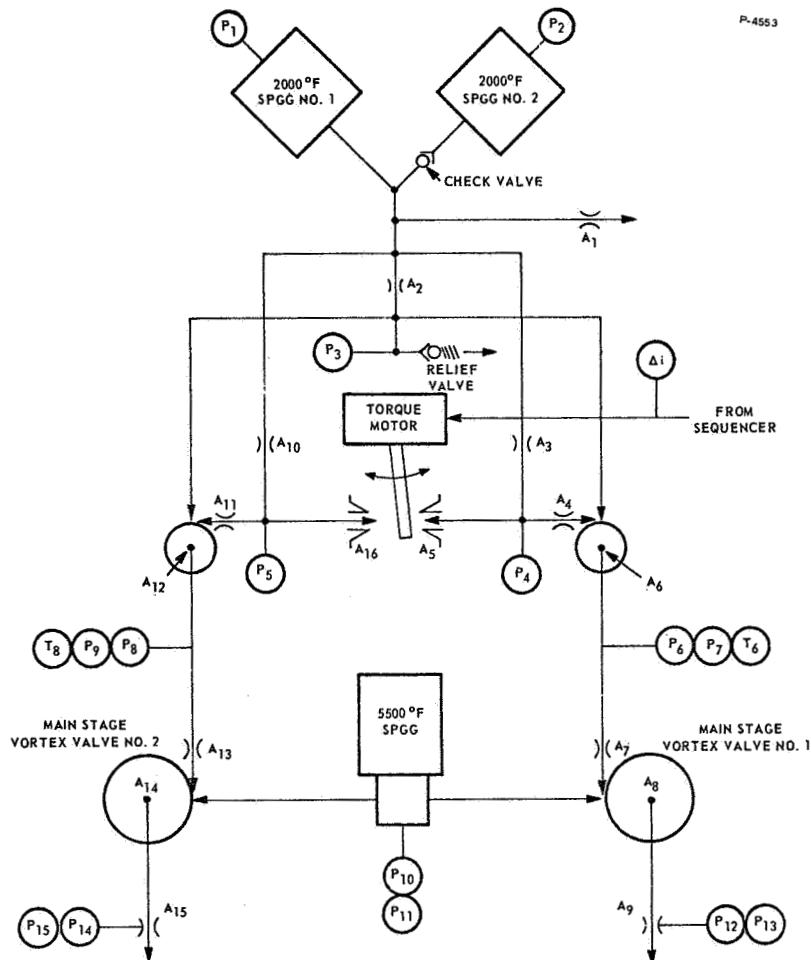 P-4553
P1
P2
2000°F
SPGG NO. 1
2000°F
SPGG NO. 2
CHECK VALVE
A1
A2
P3
RELIEF
VALVE
Δi
TORQUE
MOTOR
FROM
SEQUENCER
A10
A3
A11
A4
A16
A5
A12
P5
P4
A6
T8
P9
P8
P6
P7
T6
5500°F
SPGG
MAIN STAGE
VORTEX VALVE NO. 2
MAIN STAGE
VORTEX VALVE NO. 1
A13
A7
A14
A8
P10
P11
P15
P14
A15
A9
P12
P13